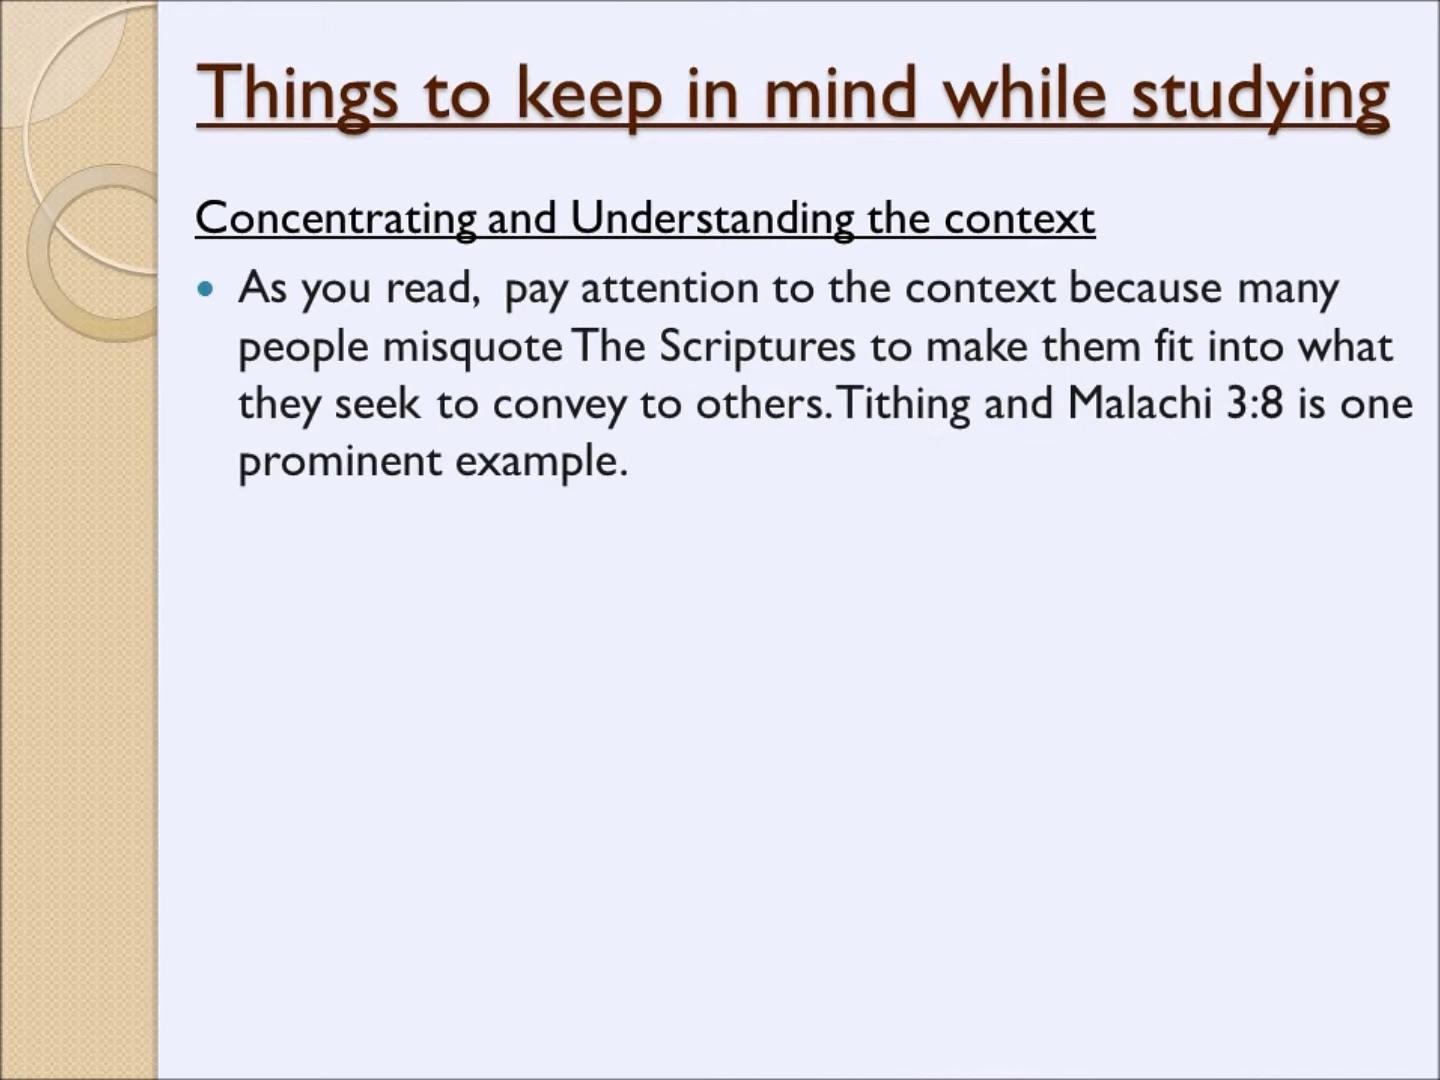 Things to keep in mind while studying
Concentrating and Understanding the context
• As you read, pay attention to the context because many
people misquote The Scriptures to make them fit into what
they seek to convey to others. Tithing and Malachi 3:8 is one
prominent example.